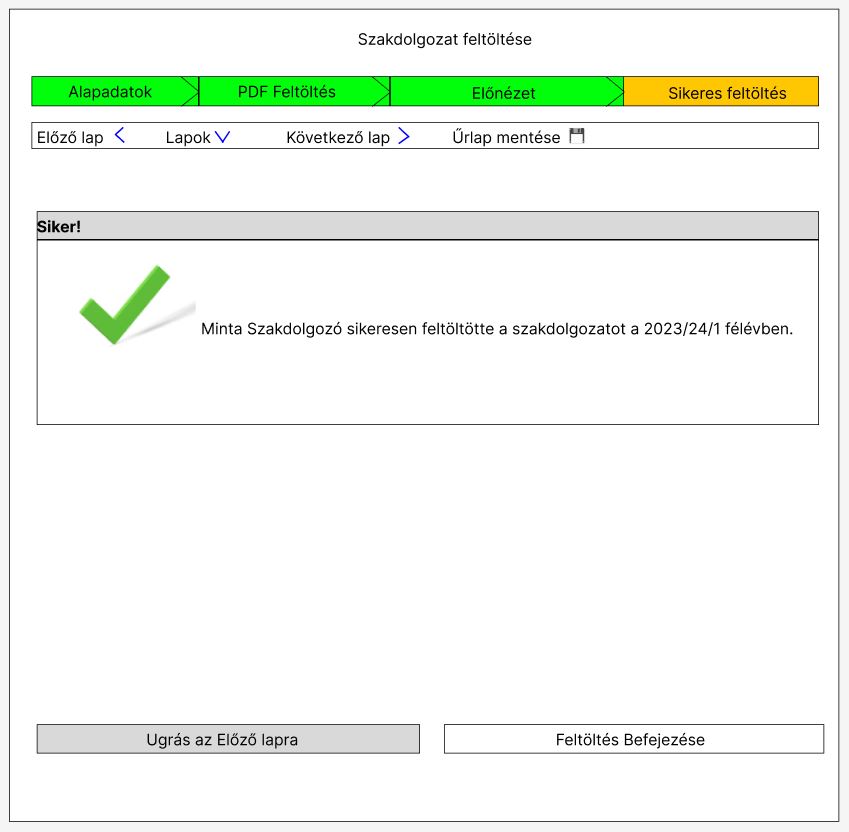 Szakdolgozat feltöltése
Alapadatok PDF Feltöltés Előnézet Sikeres feltöltés
Előző lap Lapok Következő lap Űrlap mentése
Siker!
Minta Szakdolgozó sikeresen feltöltötte a szakdolgozatot a 2023/24/1 félévben.
Ugrás az Előző lapra Feltöltés Befejezése